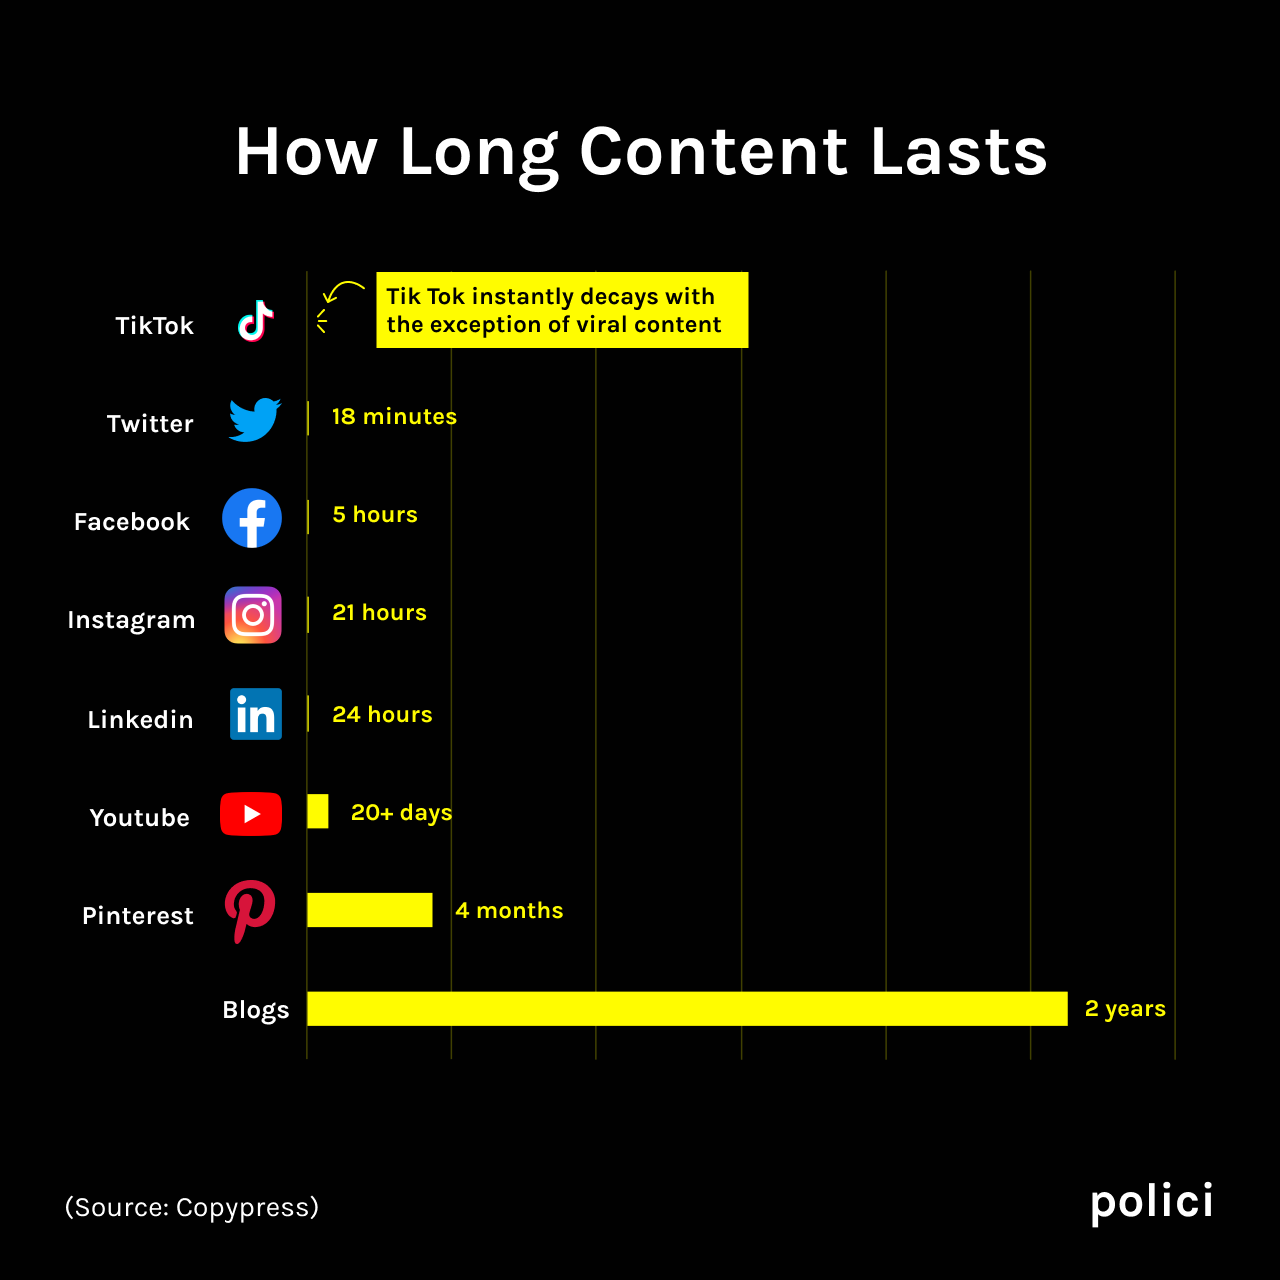 How Long Content Lasts
TikTok
Tik Tok instantly decays with
the exception of viral content
Twitter
18 minutes
Facebook
5 hours
Instagram
21 hours
Linkedin
in
24 hours
Youtube
20+ days
Pinterest
4 months
Blogs
2 years
(Source: Copypress)
polici